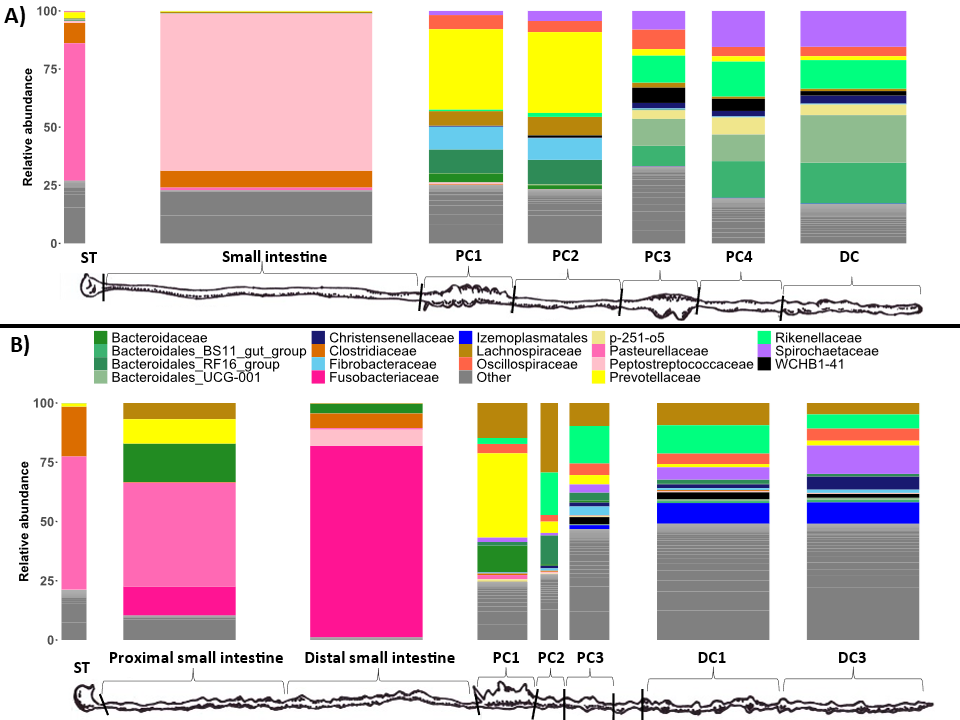 A)
Relative abundance
100
75
50
25
0
ST Small intestine PC1 PC2 PC3 PC4 DC
B)
Bacteroidaceae Christensenellaceae Izemoplasmatales p-251-o5 Rikenellaceae
Bacteroidales_BS11_gut_group Clostridiaceae Lachnospiraceae Pasteurellaceae Spirochaetaceae
Bacteroidales_RF16_group Fibrobacteraceae Oscillospiraceae Peptostreptococcaceae WCHB1-41
Bacteroidales_UCG-001 Fusobacteriaceae Other Prevotellaceae
Relative abundance
100
75
50
25
0
ST Proximal small intestine Distal small intestine PC1 PC2 PC3 DC1 DC3